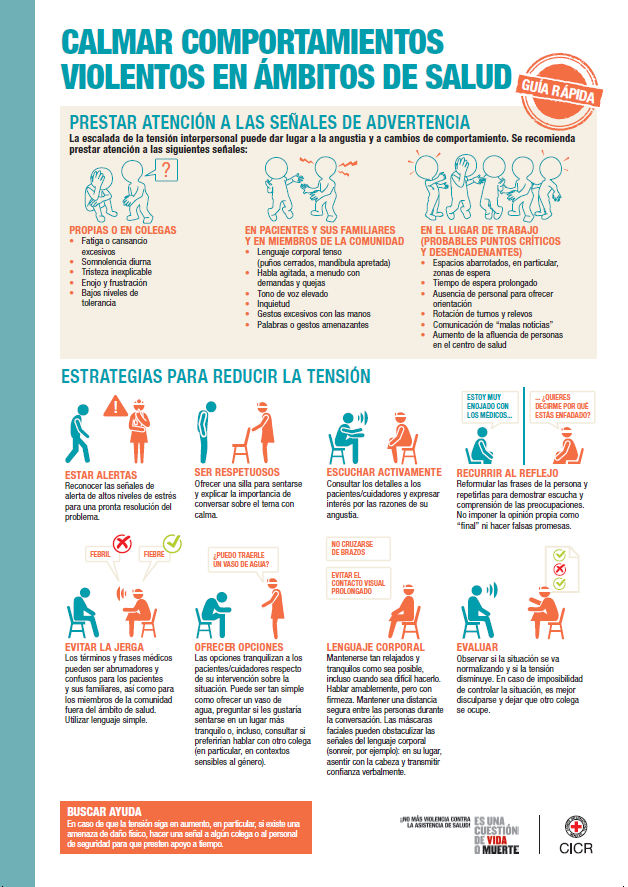 CALMAR COMPORTAMIENTOS
VIOLENTOS EN ÁMBITOS DE SALUD
GUÍA RÁPIDA
PRESTAR ATENCIÓN A LAS SEÑALES DE ADVERTENCIA
La escalada de la tensión interpersonal puede dar lugar a la angustia y a cambios de comportamiento. Se recomienda
prestar atención a las siguientes señales:
?
PROPIAS O EN COLEGAS
• Fatiga o cansancio
excesivos
• Somnolencia diurna
• Tristeza inexplicable
• Enojo y frustración
• Bajos niveles de
tolerancia
EN PACIENTES Y SUS FAMILIARES
Y EN MIEMBROS DE LA COMUNIDAD
• Lenguaje corporal tenso
(puños cerrados, mandíbula apretada)
• Habla agitada, a menudo con
demandas y quejas
• Tono de voz elevado
• Inquietud
• Gestos excesivos con las manos
• Palabras o gestos amenazantes
EN EL LUGAR DE TRABAJO
(PROBABLES PUNTOS CRÍTICOS
Y DESENCADENANTES)
• Espacios abarrotados, en particular,
zonas de espera
• Tiempo de espera prolongado
• Ausencia de personal para ofrecer
orientación
• Rotación de turnos y relevos
• Comunicación de “malas noticias”
• Aumento de la afluencia de personas
en el centro de salud
ESTRATEGIAS PARA REDUCIR LA TENSIÓN
!
ESTAR ALERTAS
Reconocer las señales de
alerta de altos niveles de estrés
para una pronta resolución del
problema.
SER RESPETUOSOS
Ofrecer una silla para sentarse
y explicar la importancia de
conversar sobre el tema con
calma.
ESCUCHAR ACTIVAMENTE
Consultar los detalles a los
pacientes/cuidadores y expresar
interés por las razones de su
angustia.
ESTOY MUY
ENOJADO CON
LOS MÉDICOS...
... ¿QUIERES
DECIRME POR QUÉ
ESTÁS ENFADADO?
RECURRIR AL REFLEJO
Reformular las frases de la persona y
repetirlas para demostrar escucha y
comprensión de las preocupaciones.
No imponer la opinión propia como
“final” ni hacer falsas promesas.
FEBRIL
FIEBRE
EVITAR LA JERGA
Los términos y frases médicos
pueden ser abrumadores y
confusos para los pacientes
y sus familiares, así como para
los miembros de la comunidad
fuera del ámbito de salud.
Utilizar lenguaje simple.
¿PUEDO TRAERLE
UN VASO DE AGUA?
OFRECER OPCIONES
Las opciones tranquilizan a los
pacientes/cuidadores respecto
de su intervención sobre la
situación. Puede ser tan simple
como ofrecer un vaso de
agua, preguntar si les gustaría
sentarse en un lugar más
tranquilo o, incluso, consultar si
preferirían hablar con otro colega
(en particular, en contextos
sensibles al género).
NO CRUZARSE
DE BRAZOS
EVITAR EL
CONTACTO VISUAL
PROLONGADO
LENGUAJE CORPORAL
Mantenerse tan relajados y
tranquilos como sea posible,
incluso cuando sea difícil hacerlo.
Hablar amablemente, pero con
firmeza. Mantener una distancia
segura entre las personas durante
la conversación. Las máscaras
faciales pueden obstaculizar las
señales del lenguaje corporal
(sonreír, por ejemplo): en su lugar,
asentir con la cabeza y transmitir
confianza verbalmente.
EVALUAR
Observar si la situación se va
normalizando y si la tensión
disminuye. En caso de imposibilidad
de controlar la situación, es mejor
disculparse y dejar que otro colega
se ocupe.
BUSCAR AYUDA
En caso de que la tensión siga en aumento, en particular, si existe una
amenaza de daño físico, hacer una señal a algún colega o al personal
de seguridad para que presten apoyo a tiempo.
¡NO MÁS VIOLENCIA CONTRA
LA ASISTENCIA DE SALUD!
ES UNA
CUESTIÓN
DE VIDA
O MUERTE
CICR